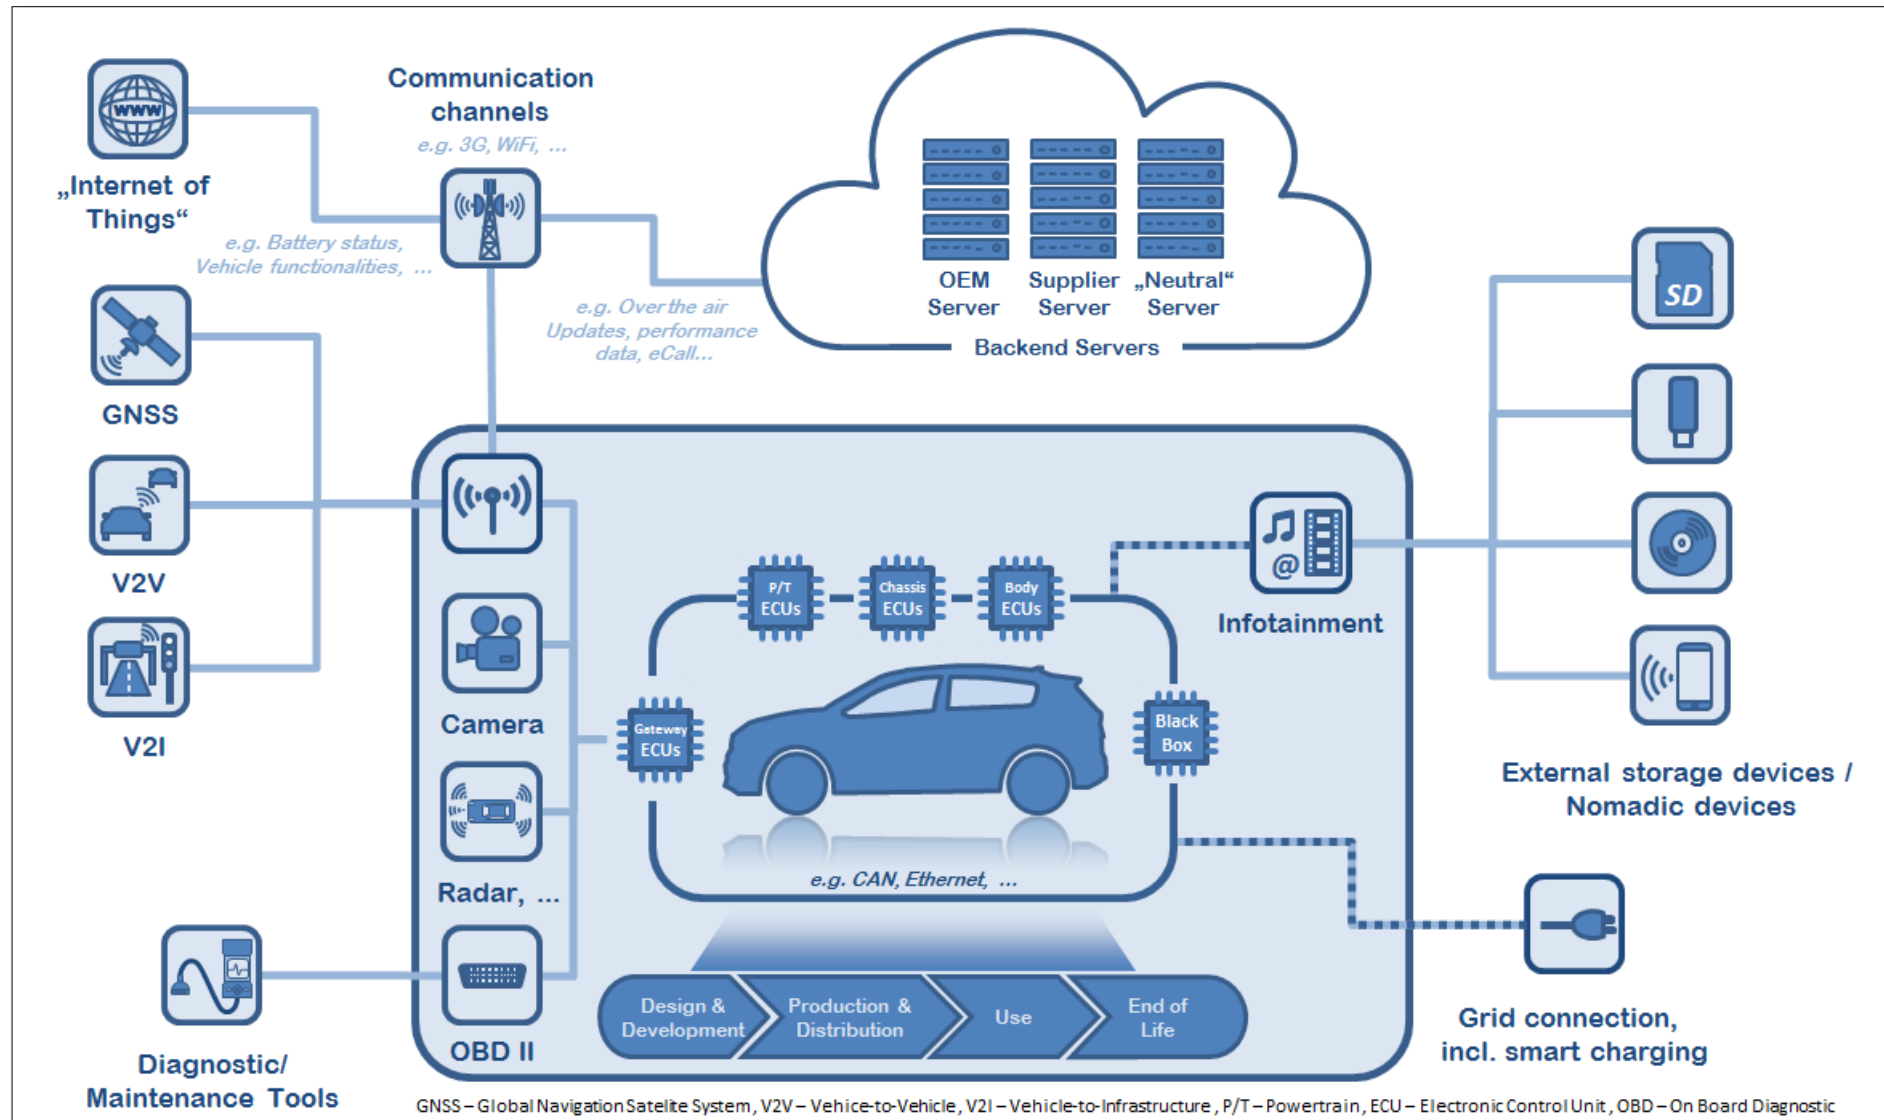 Communication
channels
e.g. 3G, WiFi, ...
www
„Internet of
Things“
e.g. Battery status,
Vehicle functionalities, ...
e.g. Over the air
Updates, performance
data, eCall...
OEM
Server
Supplier
Server
„Neutral“
Server
Backend Servers
GNSS
V2V
V2I
SD
External storage devices /
Nomadic devices
Infotainment
@
P/T
ECUs
Chassis
ECUs
Body
ECUs
Gateway
ECUs
Black
Box
Camera
Radar, ...
OBD II
e.g. CAN, Ethernet, ...
Design &
Development
Production &
Distribution
Use
End of
Life
Diagnostic/
Maintenance Tools
Grid connection,
incl. smart charging
GNSS – Global Navigation Satelite System, V2V – Vehice-to-Vehicle, V2I – Vehicle-to-Infrastructure, P/T – Powertrain, ECU – Electronic Control Unit, OBD – On Board Diagnostic